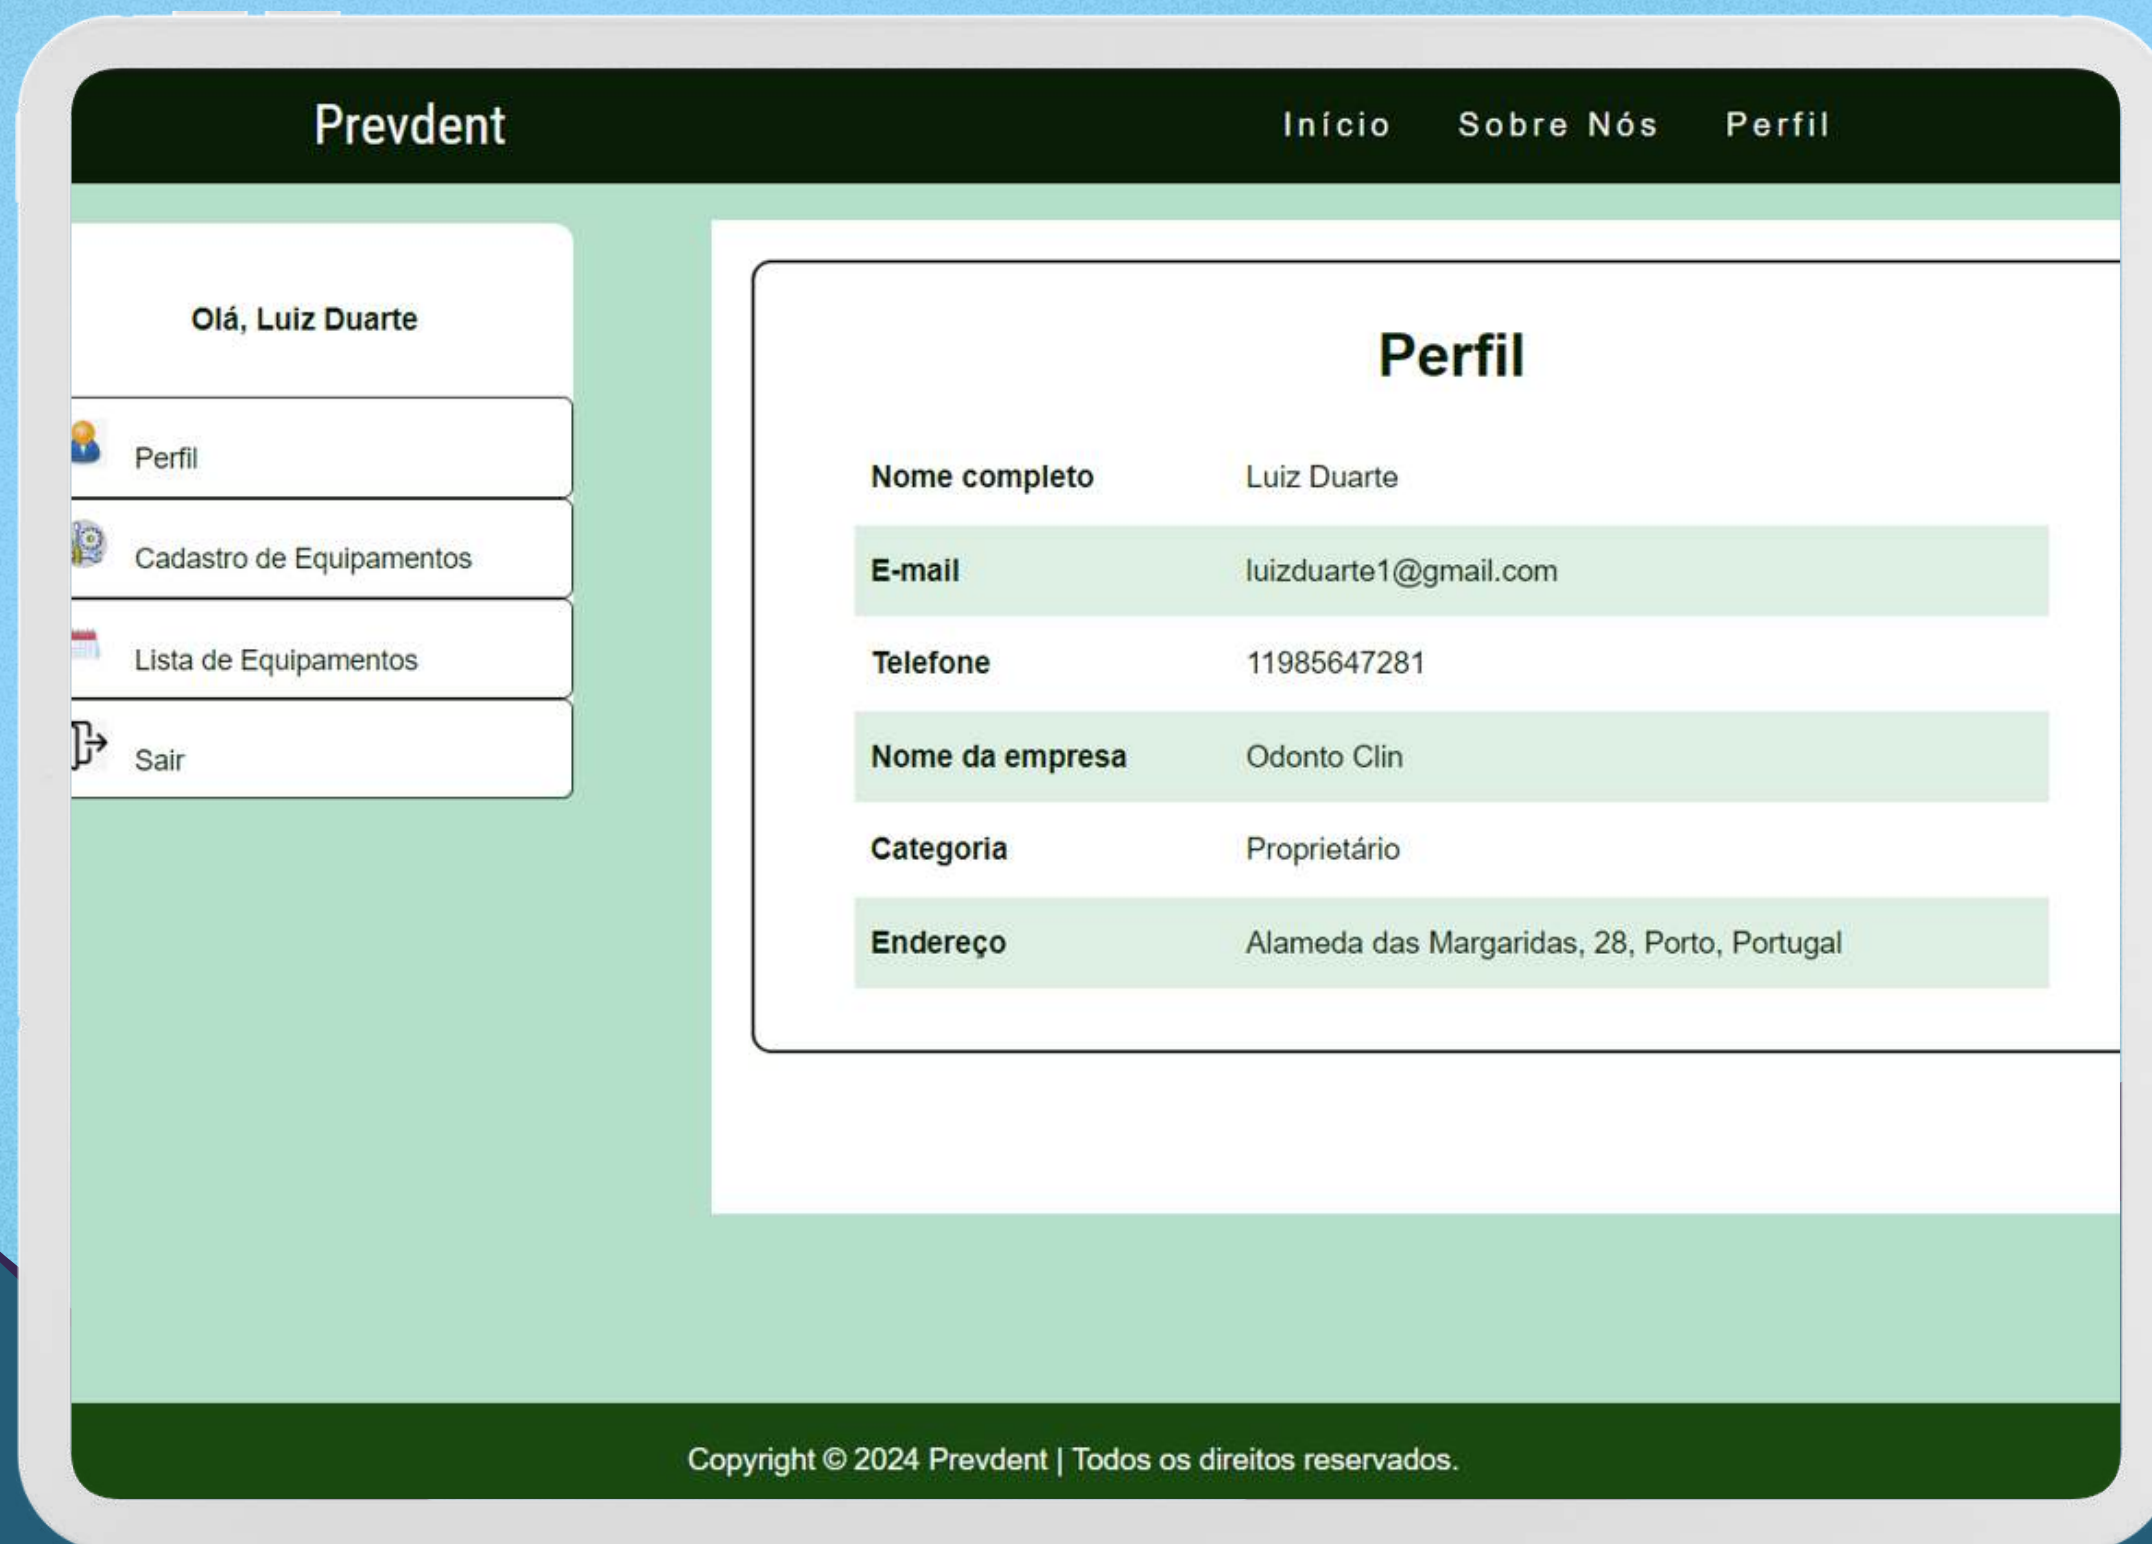 Prevdent
Início Sobre Nós Perfil
Olá, Luiz Duarte
Perfil
Cadastro de Equipamentos
Lista de Equipamentos
Sair
Perfil
Nome completo Luiz Duarte
E-mail luizduarte1@gmail.com
Telefone 11985647281
Nome da empresa Odonto Clin
Categoria Proprietário
Endereço Alameda das Margaridas, 28, Porto, Portugal
Copyright © 2024 Prevdent | Todos os direitos reservados.